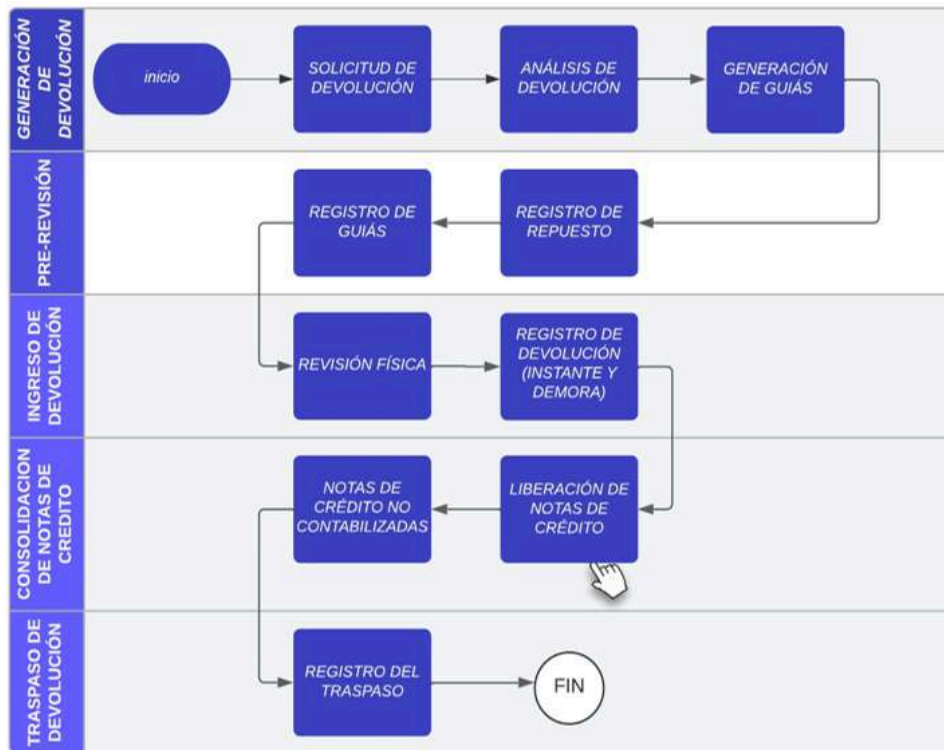 GENERACIÓN
DE
DEVOLUCIÓN
inicio
SOLICITUD DE
DEVOLUCIÓN
ANÁLISIS DE
DEVOLUCIÓN
GENERACIÓN
DE GUIÁS
PRE-REVISIÓN
REGISTRO DE
GUIÁS
REGISTRO DE
REPUESTO
INGRESO DE
DEVOLUCIÓN
REVISIÓN FÍSICA
REGISTRO DE
DEVOLUCIÓN
(INSTANTE Y
DEMORA)
CONSOLIDACION
DE NOTAS DE
CREDITO
NOTAS DE
CRÉDITO NO
CONTABILIZADAS
LIBERACIÓN DE
NOTAS DE
CRÉDITO
TRASPASO DE
DEVOLUCIÓN
REGISTRO DEL
TRASPASO
FIN